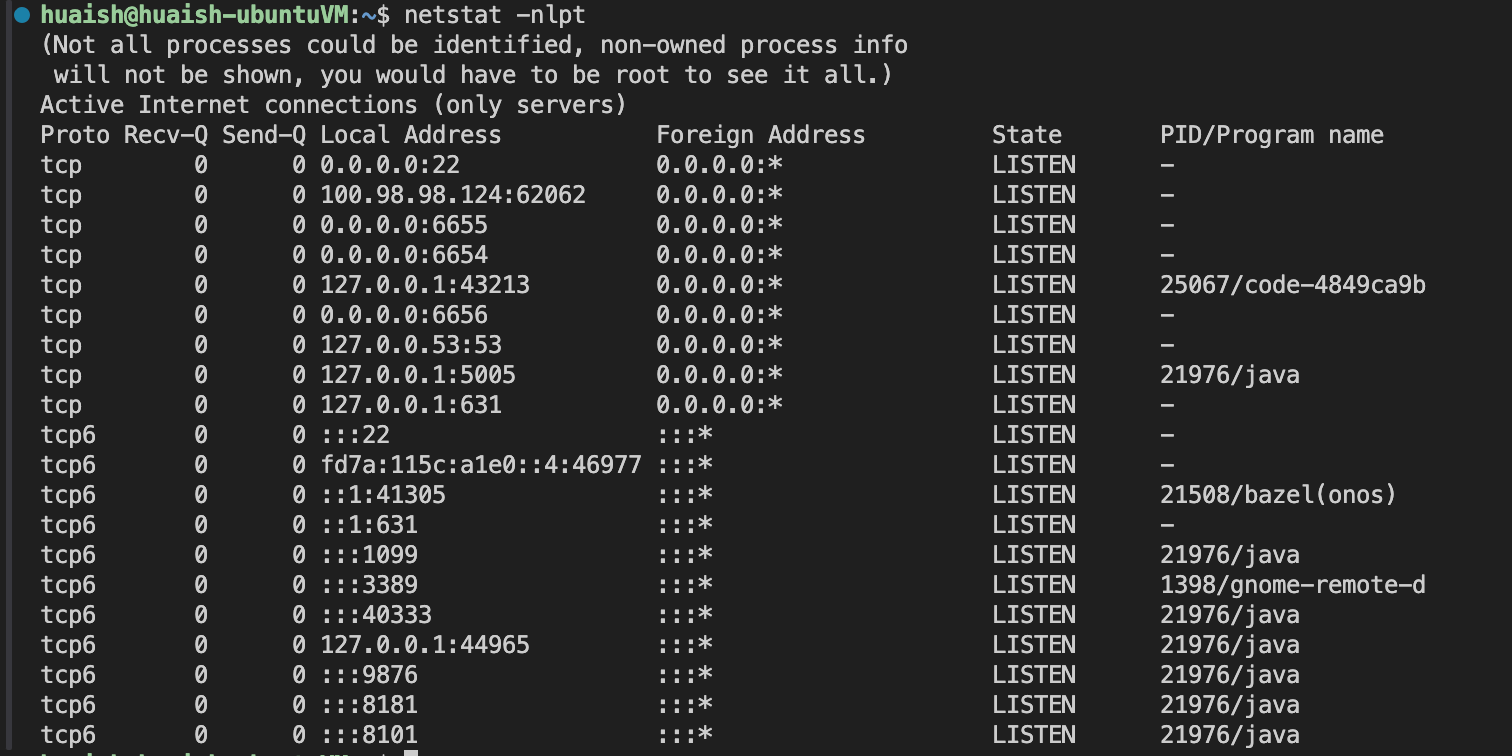 huaish@huaish-ubuntuVM:~$ netstat -nlpt
(Not all processes could be identified, non-owned process info
 will not be shown, you would have to be root to see it all.)
Active Internet connections (only servers)
Proto Recv-Q Send-Q Local Address           Foreign Address         State       PID/Program name
tcp        0      0 0.0.0.0:22              0.0.0.0:*               LISTEN      -
tcp        0      0 100.98.98.124:62062     0.0.0.0:*               LISTEN      -
tcp        0      0 0.0.0.0:6655            0.0.0.0:*               LISTEN      -
tcp        0      0 0.0.0.0:6654            0.0.0.0:*               LISTEN      -
tcp        0      0 127.0.0.1:43213         0.0.0.0:*               LISTEN      25067/code-4849ca9b
tcp        0      0 0.0.0.0:6656            0.0.0.0:*               LISTEN      -
tcp        0      0 127.0.0.53:53           0.0.0.0:*               LISTEN      -
tcp        0      0 127.0.0.1:5005          0.0.0.0:*               LISTEN      21976/java
tcp        0      0 127.0.0.1:631           0.0.0.0:*               LISTEN      -
tcp6       0      0 :::22                   :::*                    LISTEN      -
tcp6       0      0 fd7a:115c:a1e0::4:46977 :::*                    LISTEN      -
tcp6       0      0 ::1:41305               :::*                    LISTEN      21508/bazel(onos)
tcp6       0      0 ::1:631                 :::*                    LISTEN      -
tcp6       0      0 :::1099                 :::*                    LISTEN      21976/java
tcp6       0      0 :::3389                 :::*                    LISTEN      1398/gnome-remote-d
tcp6       0      0 :::40333                :::*                    LISTEN      21976/java
tcp6       0      0 127.0.0.1:44965         :::*                    LISTEN      21976/java
tcp6       0      0 :::9876                 :::*                    LISTEN      21976/java
tcp6       0      0 :::8181                 :::*                    LISTEN      21976/java
tcp6       0      0 :::8101                 :::*                    LISTEN      21976/java